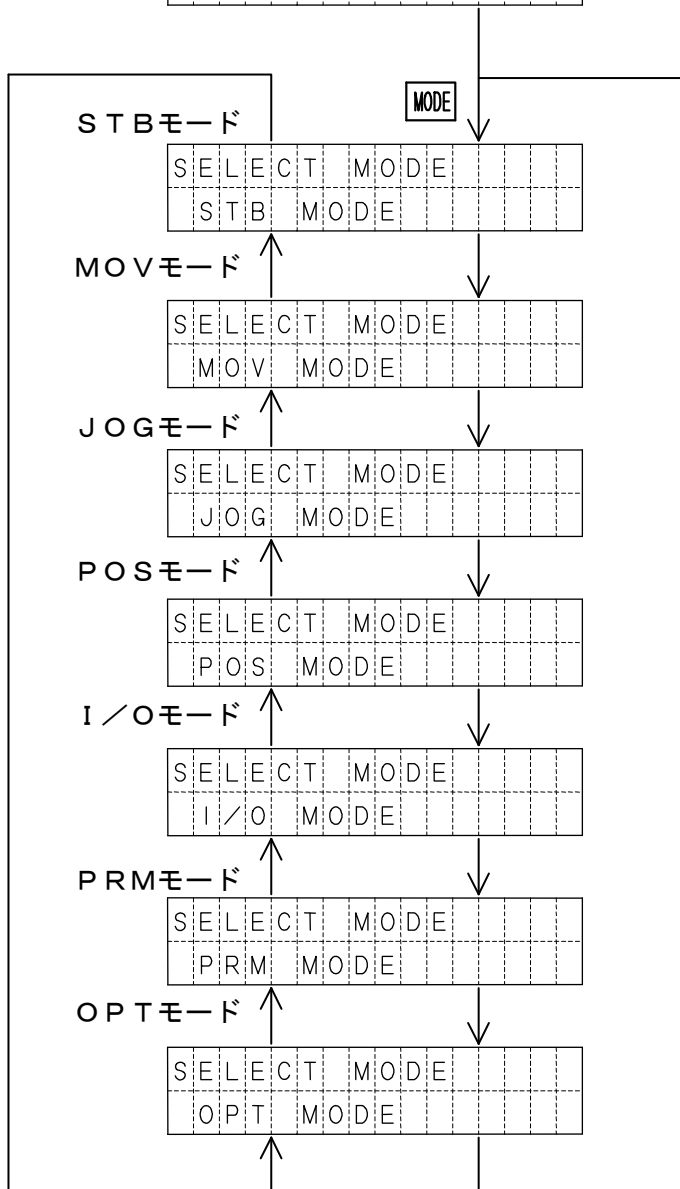 MODE
STBモード
SELECT MODE
STB MODE
MOVモード
SELECT MODE
MOV MODE
JOGモード
SELECT MODE
JOG MODE
POSモード
SELECT MODE
POS MODE
I/Oモード
SELECT MODE
I/O MODE
PRMモード
SELECT MODE
PRM MODE
OPTモード
SELECT MODE
OPT MODE